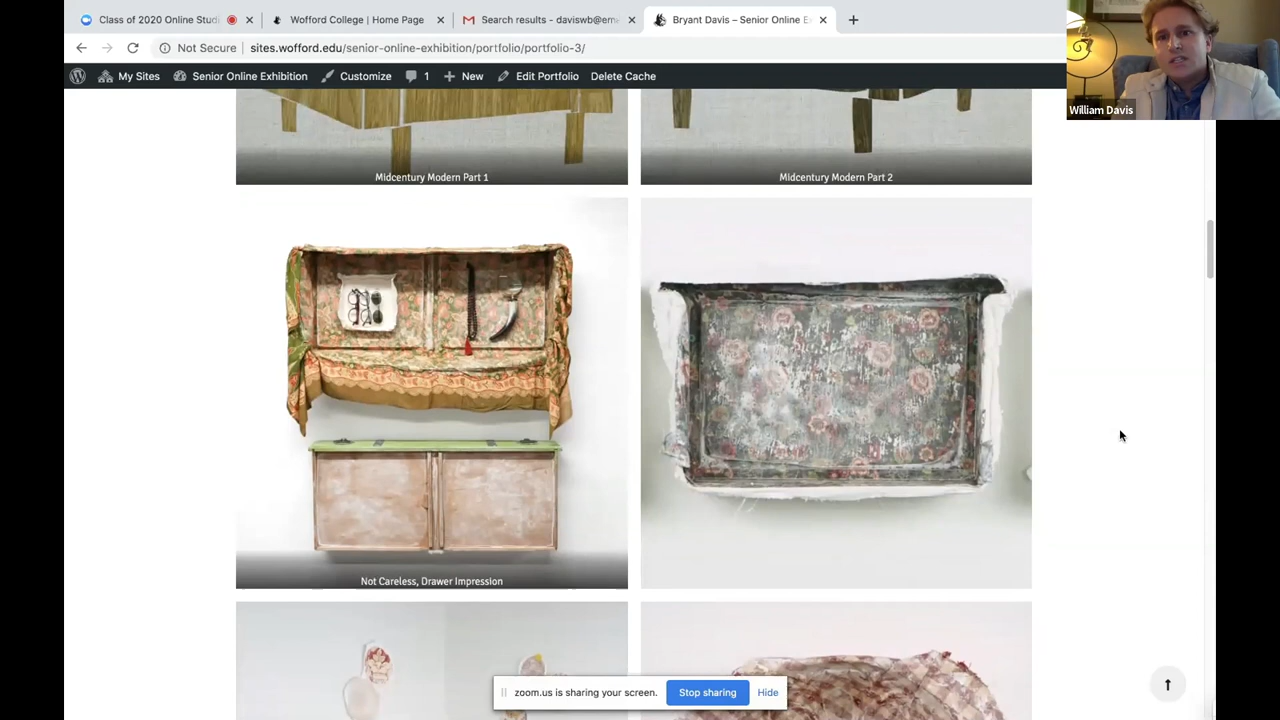 Class of 2020 Online Studi
Wofford College | Home Page
Search results - daviswb@em
Bryant Davis – Senior Online E
Not Secure
sites.wofford.edu/senior-online-exhibition/portfolio/portfolio-3/
My Sites
Senior Online Exhibition
Customize
1
New
Edit Portfolio
Delete Cache
William Davis
Midcentury Modern Part 1
Midcentury Modern Part 2
Not Careless, Drawer Impression
zoom.us is sharing your screen.
Stop sharing
Hide